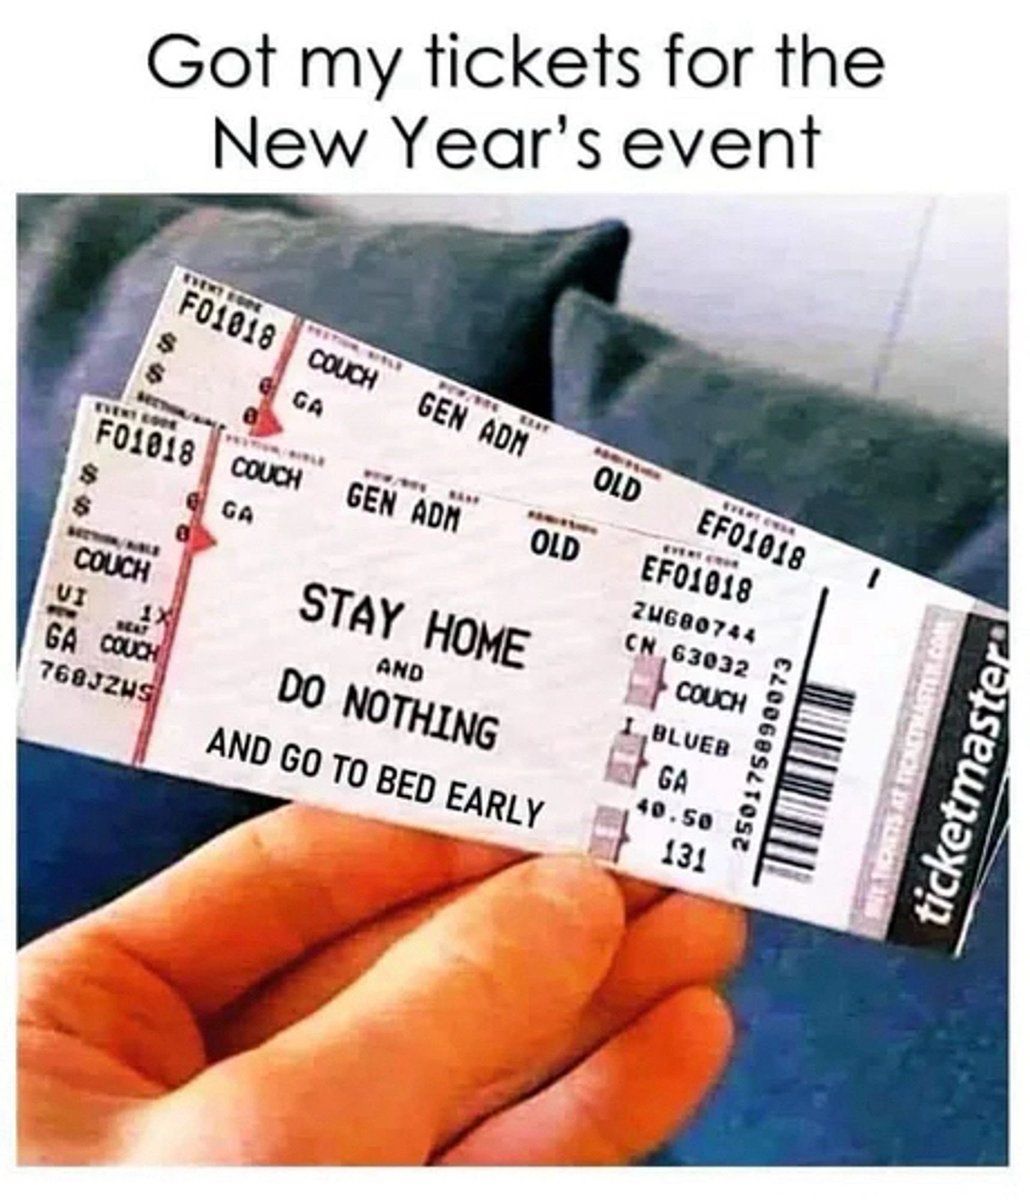 Got my tickets for the
New Year's event
F01018
COUCH
GEN ADM
OLD
EF01018
$
$
GA
F01018
COUCH
GEN ADM
OLD
EF01018
$
$
GA
COUCH
UI 1X
GA COUCH
768JZWS
STAY HOME
AND
DO NOTHING
AND GO TO BED EARLY
CN 63032
COUCH
BLUEB
GA
40.50
131
ticketmaster